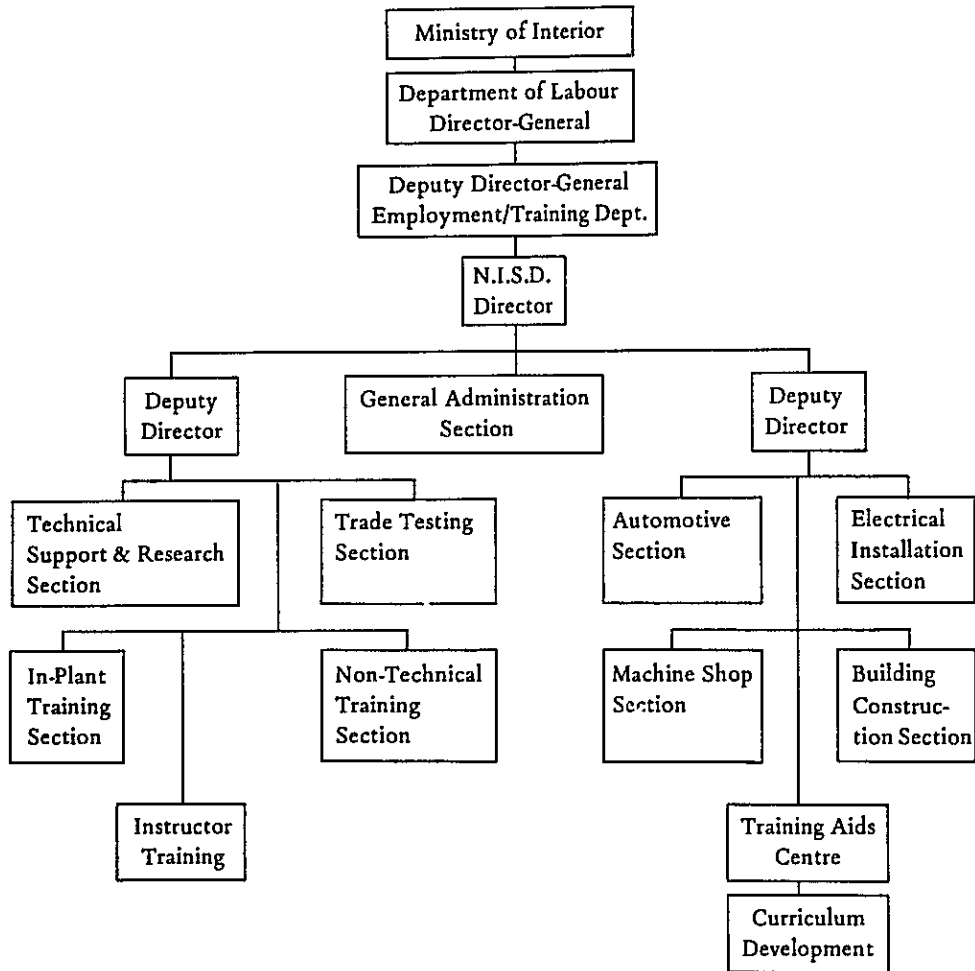 Ministry of Interior
Department of Labour
Director-General
Deputy Director-General
Employment/Training Dept.
N.I.S.D.
Director
Deputy
Director
General Administration
Section
Deputy
Director
Technical
Support & Research
Section
Trade Testing
Section
Automotive
Section
Electrical
Installation
Section
In-Plant
Training
Section
Non-Technical
Training
Section
Machine Shop
Section
Building
Construc-
tion Section
Instructor
Training
Training Aids
Centre
Curriculum
Development